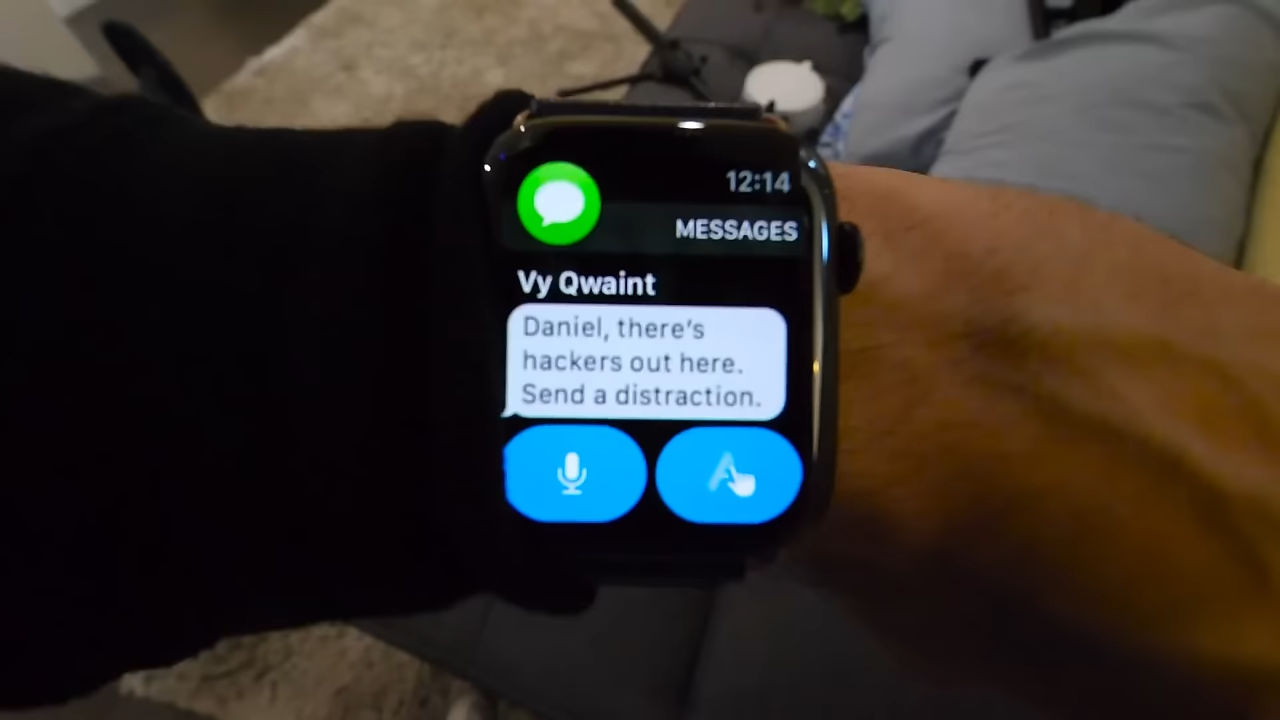 12:14
MESSAGES
Vy Qwaint
Daniel, there's
hackers out here.
Send a distraction.